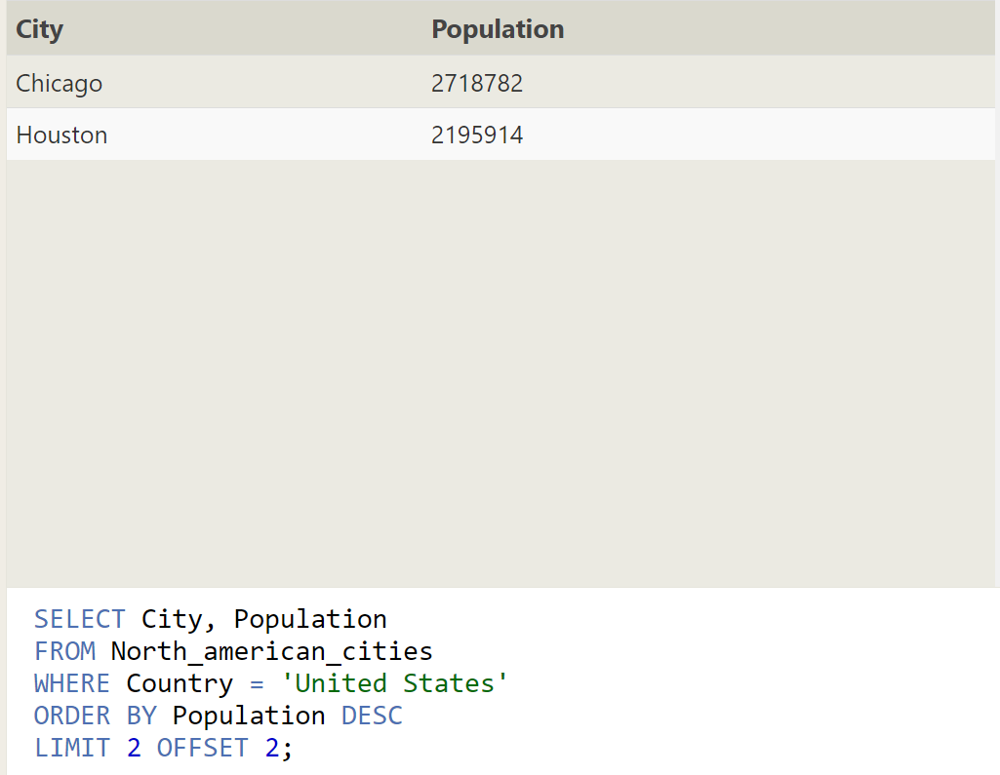 City Population
Chicago 2718782
Houston 2195914
SELECT City, Population
FROM North_american_cities
WHERE Country = 'United States'
ORDER BY Population DESC
LIMIT 2 OFFSET 2;